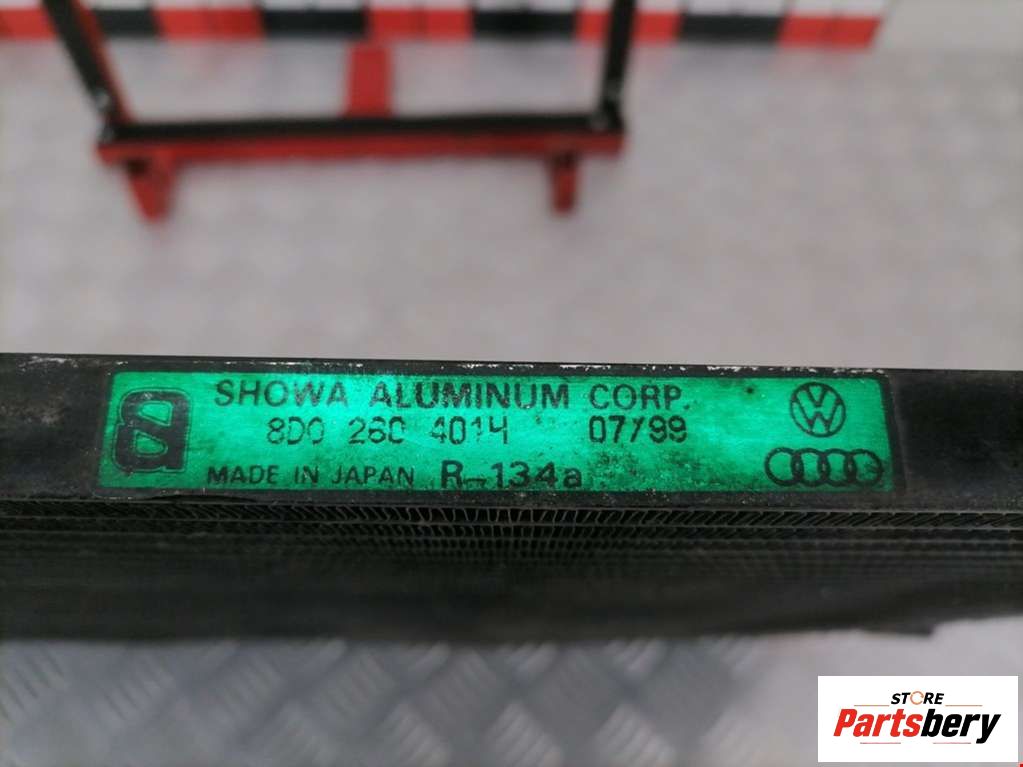 SHOWA ALUMINUM CORP.
8D0 260 401H 07/99
MADE IN JAPAN R-134a
STORE
Partsbery